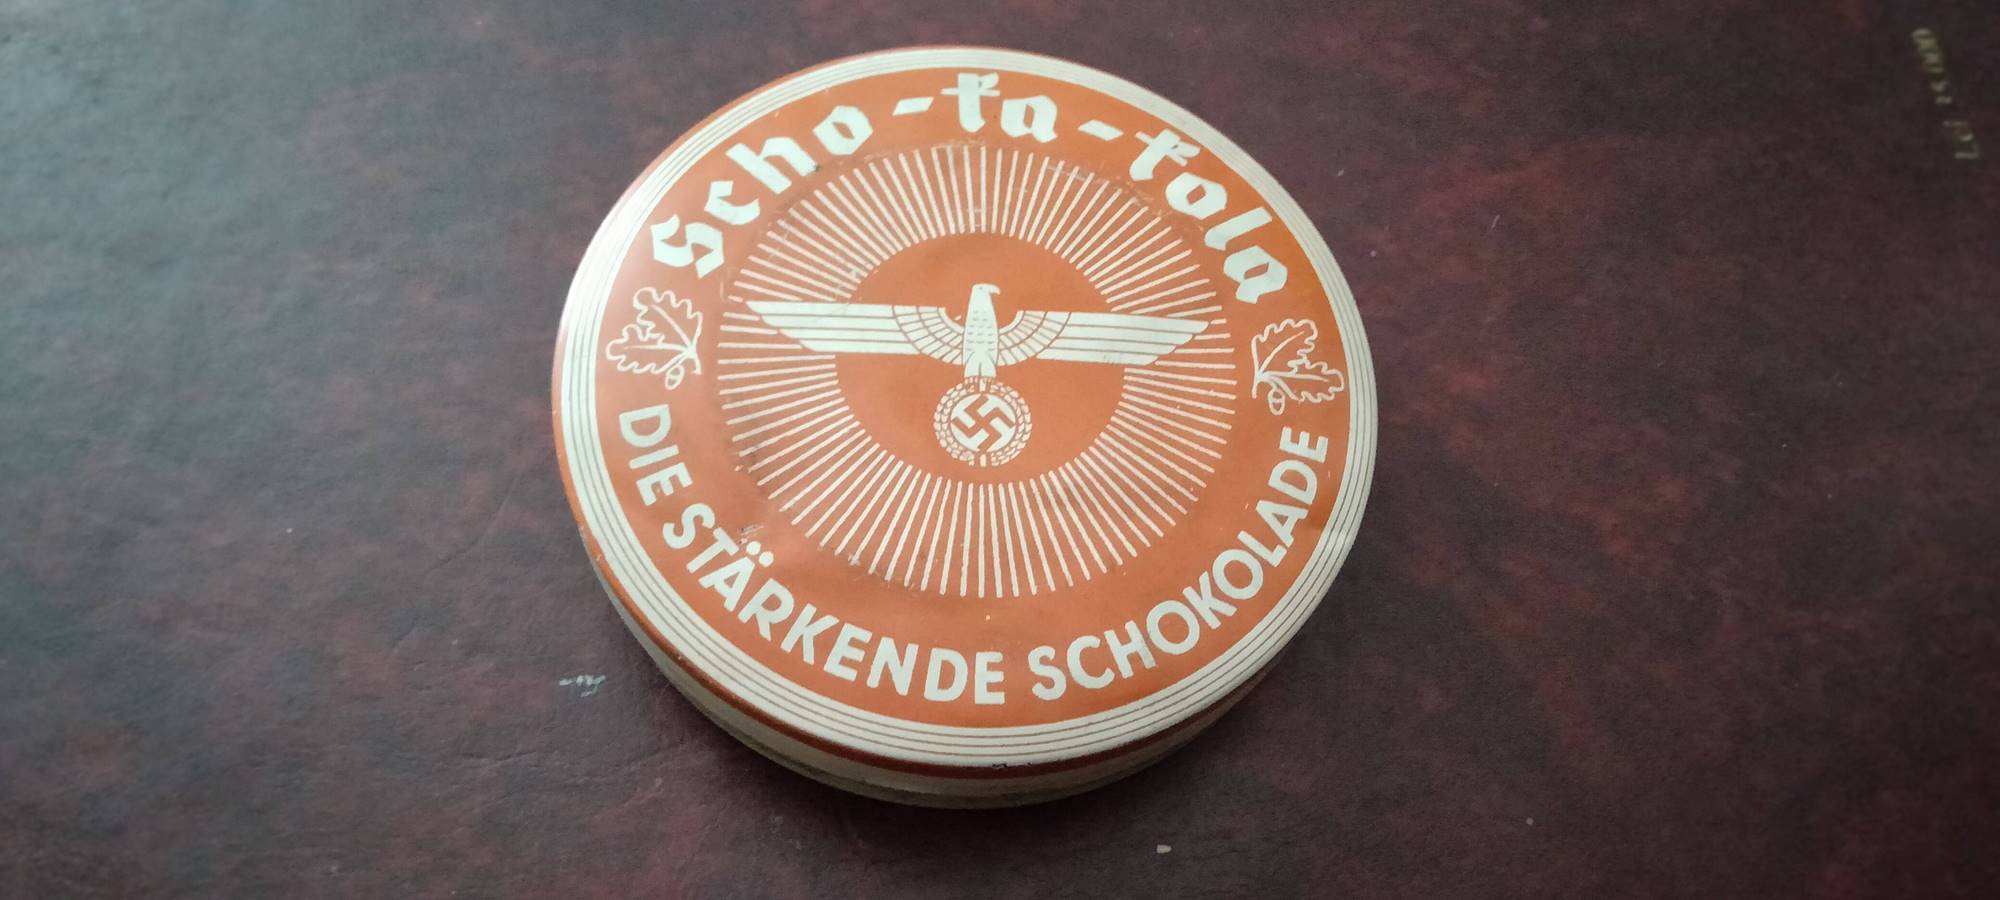 Scho-ka-kola
DIE STÄRKENDE SCHOKOLADE